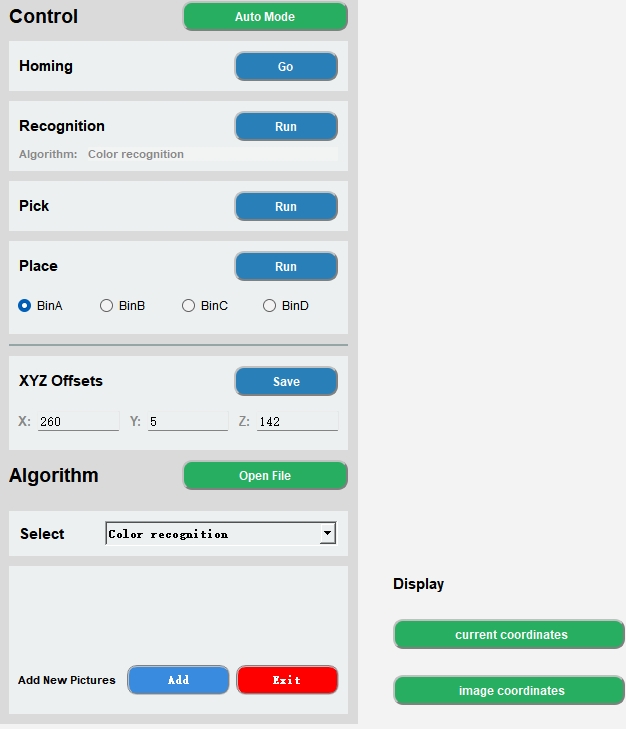 Control
Auto Mode
Homing
Go
Recognition
Run
Algorithm: Color recognition
Pick
Run
Place
Run
BinA BinB BinC BinD
XYZ Offsets
Save
X: 260 Y: 5 Z: 142
Algorithm
Open File
Select
Color recognition
Add New Pictures
Add
Exit
Display
current coordinates
image coordinates